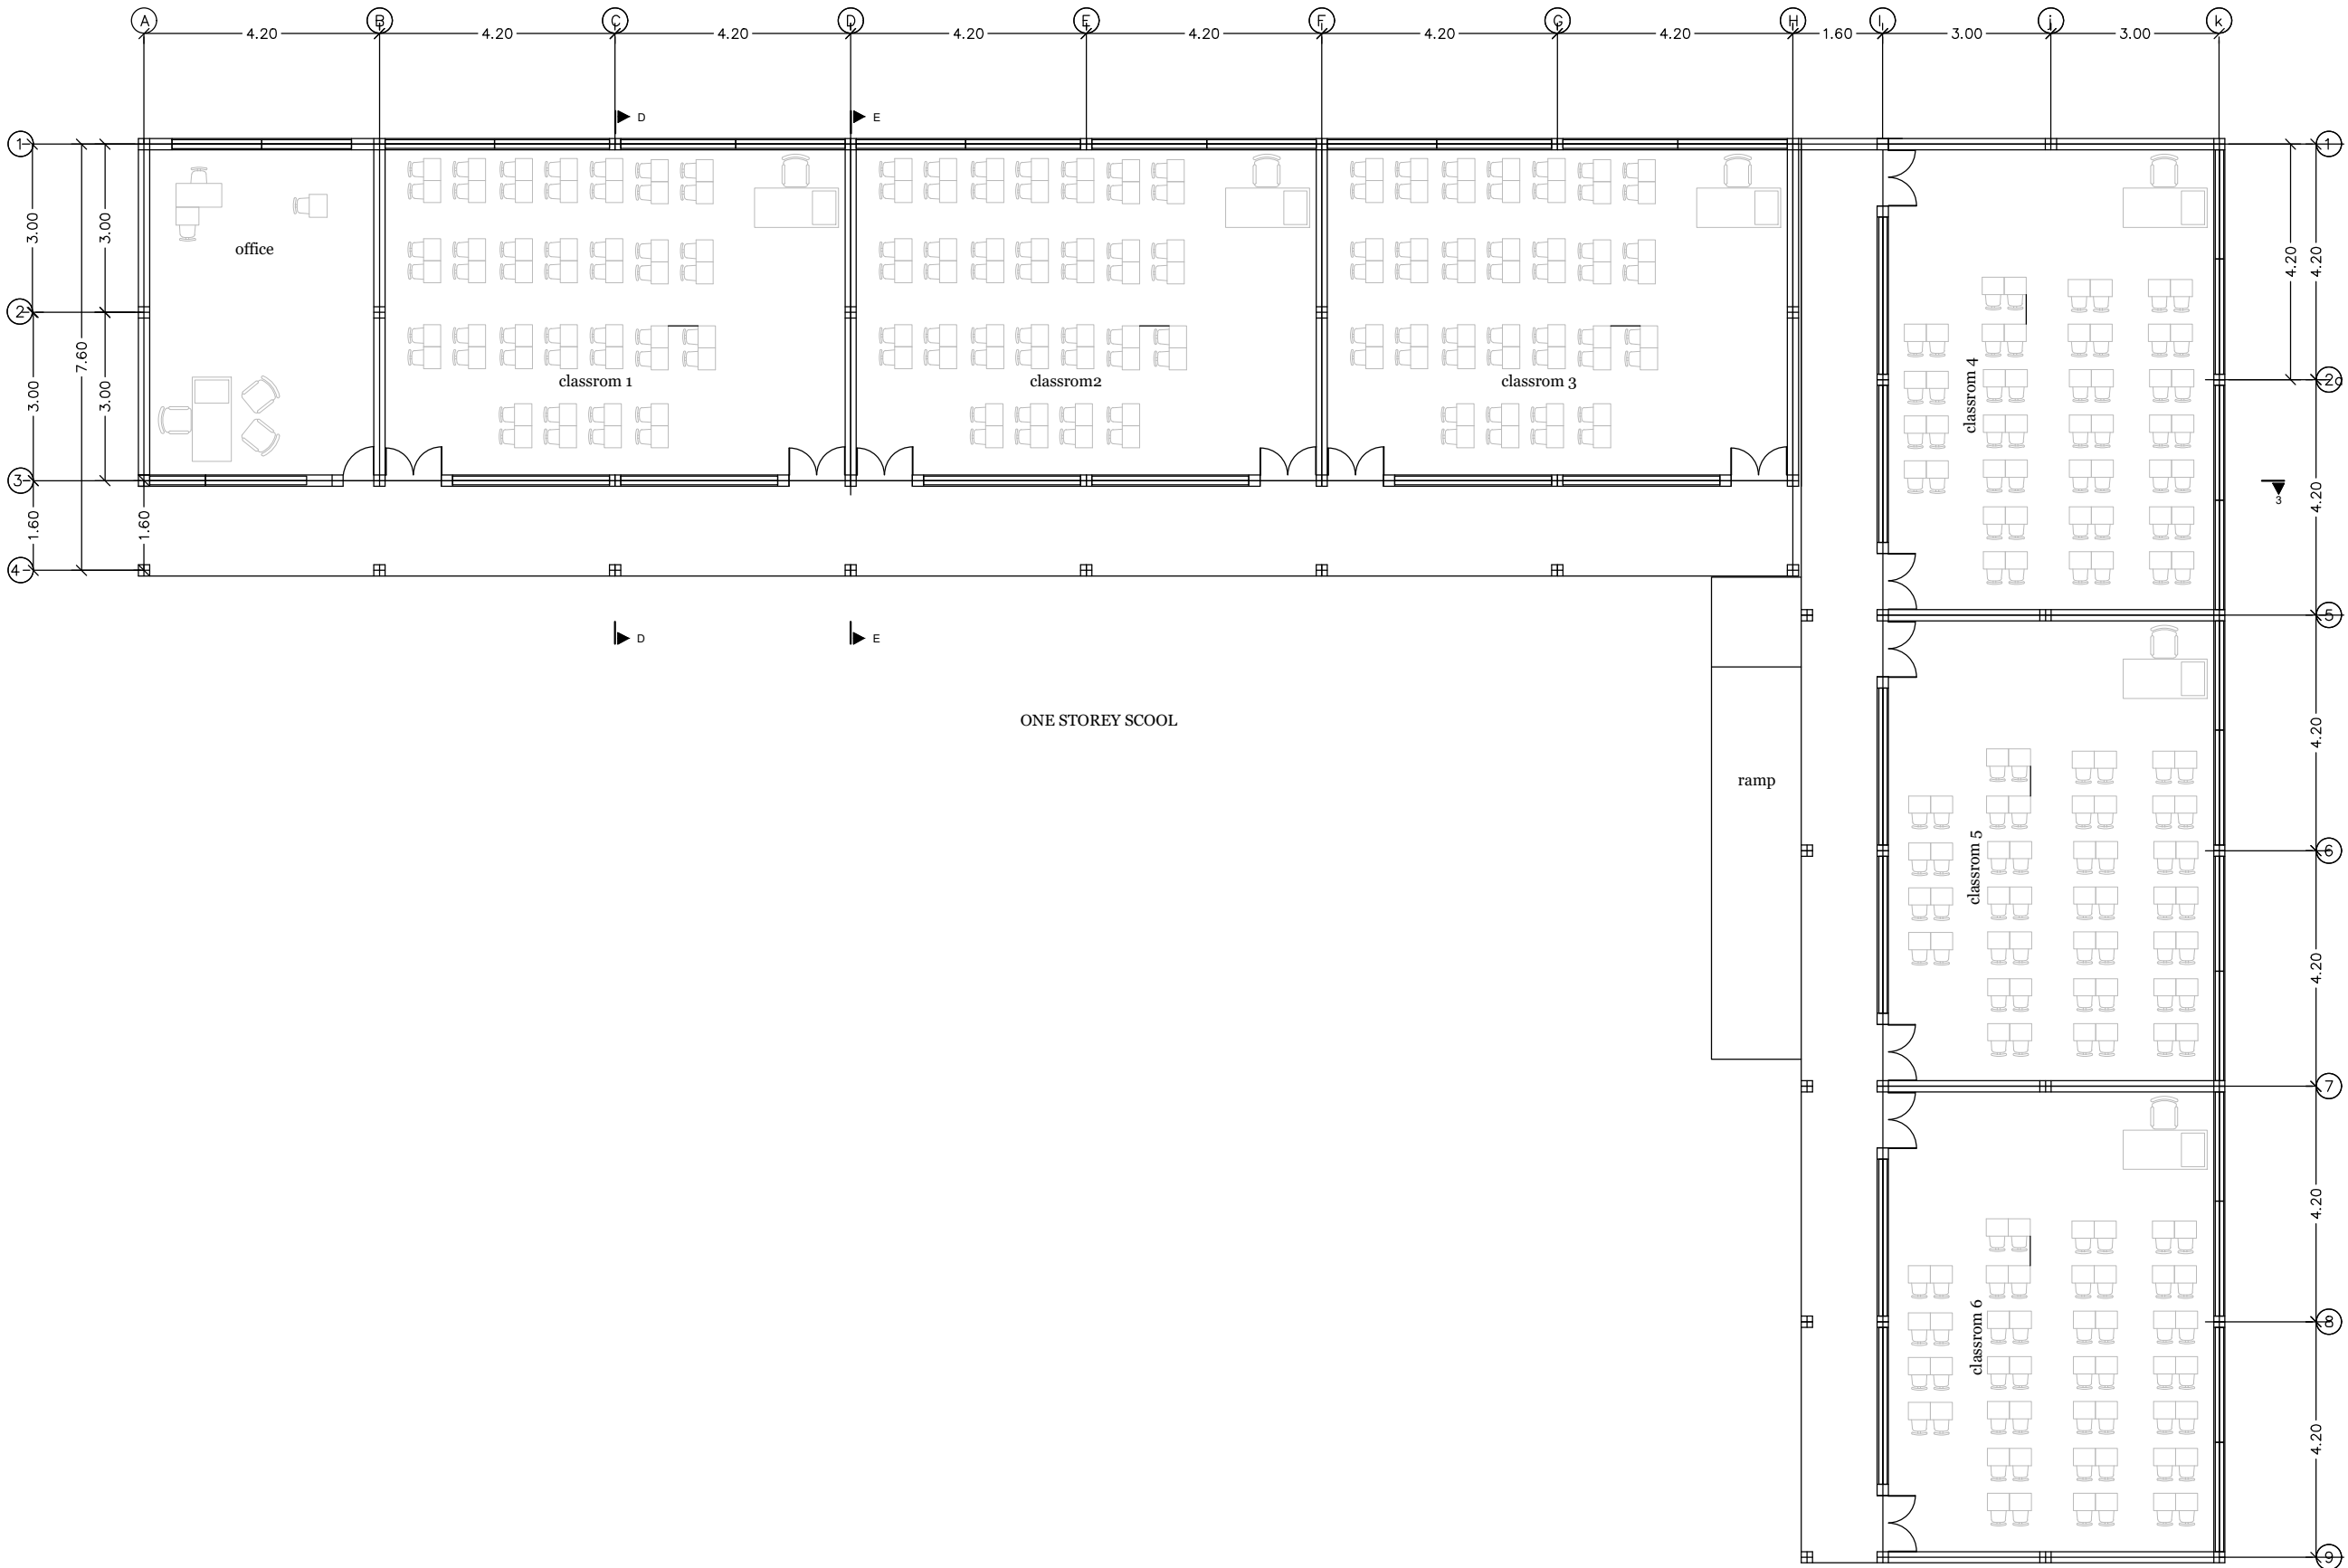 A B C D E F G H I j k
4.20 4.20 4.20 4.20 4.20 4.20 4.20 1.60 3.00 3.00
D E
1 1
3.00 3.00 4.20 4.20
office
2
7.60
2a
3.00 3.00
classrom 1 classrom2 classrom 3 classrom 4
3
3
1.60 1.60 4.20
4
5
D E
ONE STOREY SCOOL
4.20
ramp
6
classrom 5
4.20
7
4.20
8
classrom 6
4.20
9